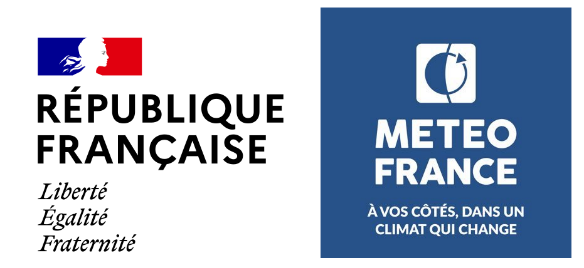 RÉPUBLIQUE
FRANÇAISE
Liberté
Égalité
Fraternité
METEO
FRANCE
À VOS CÔTÉS, DANS UN
CLIMAT QUI CHANGE